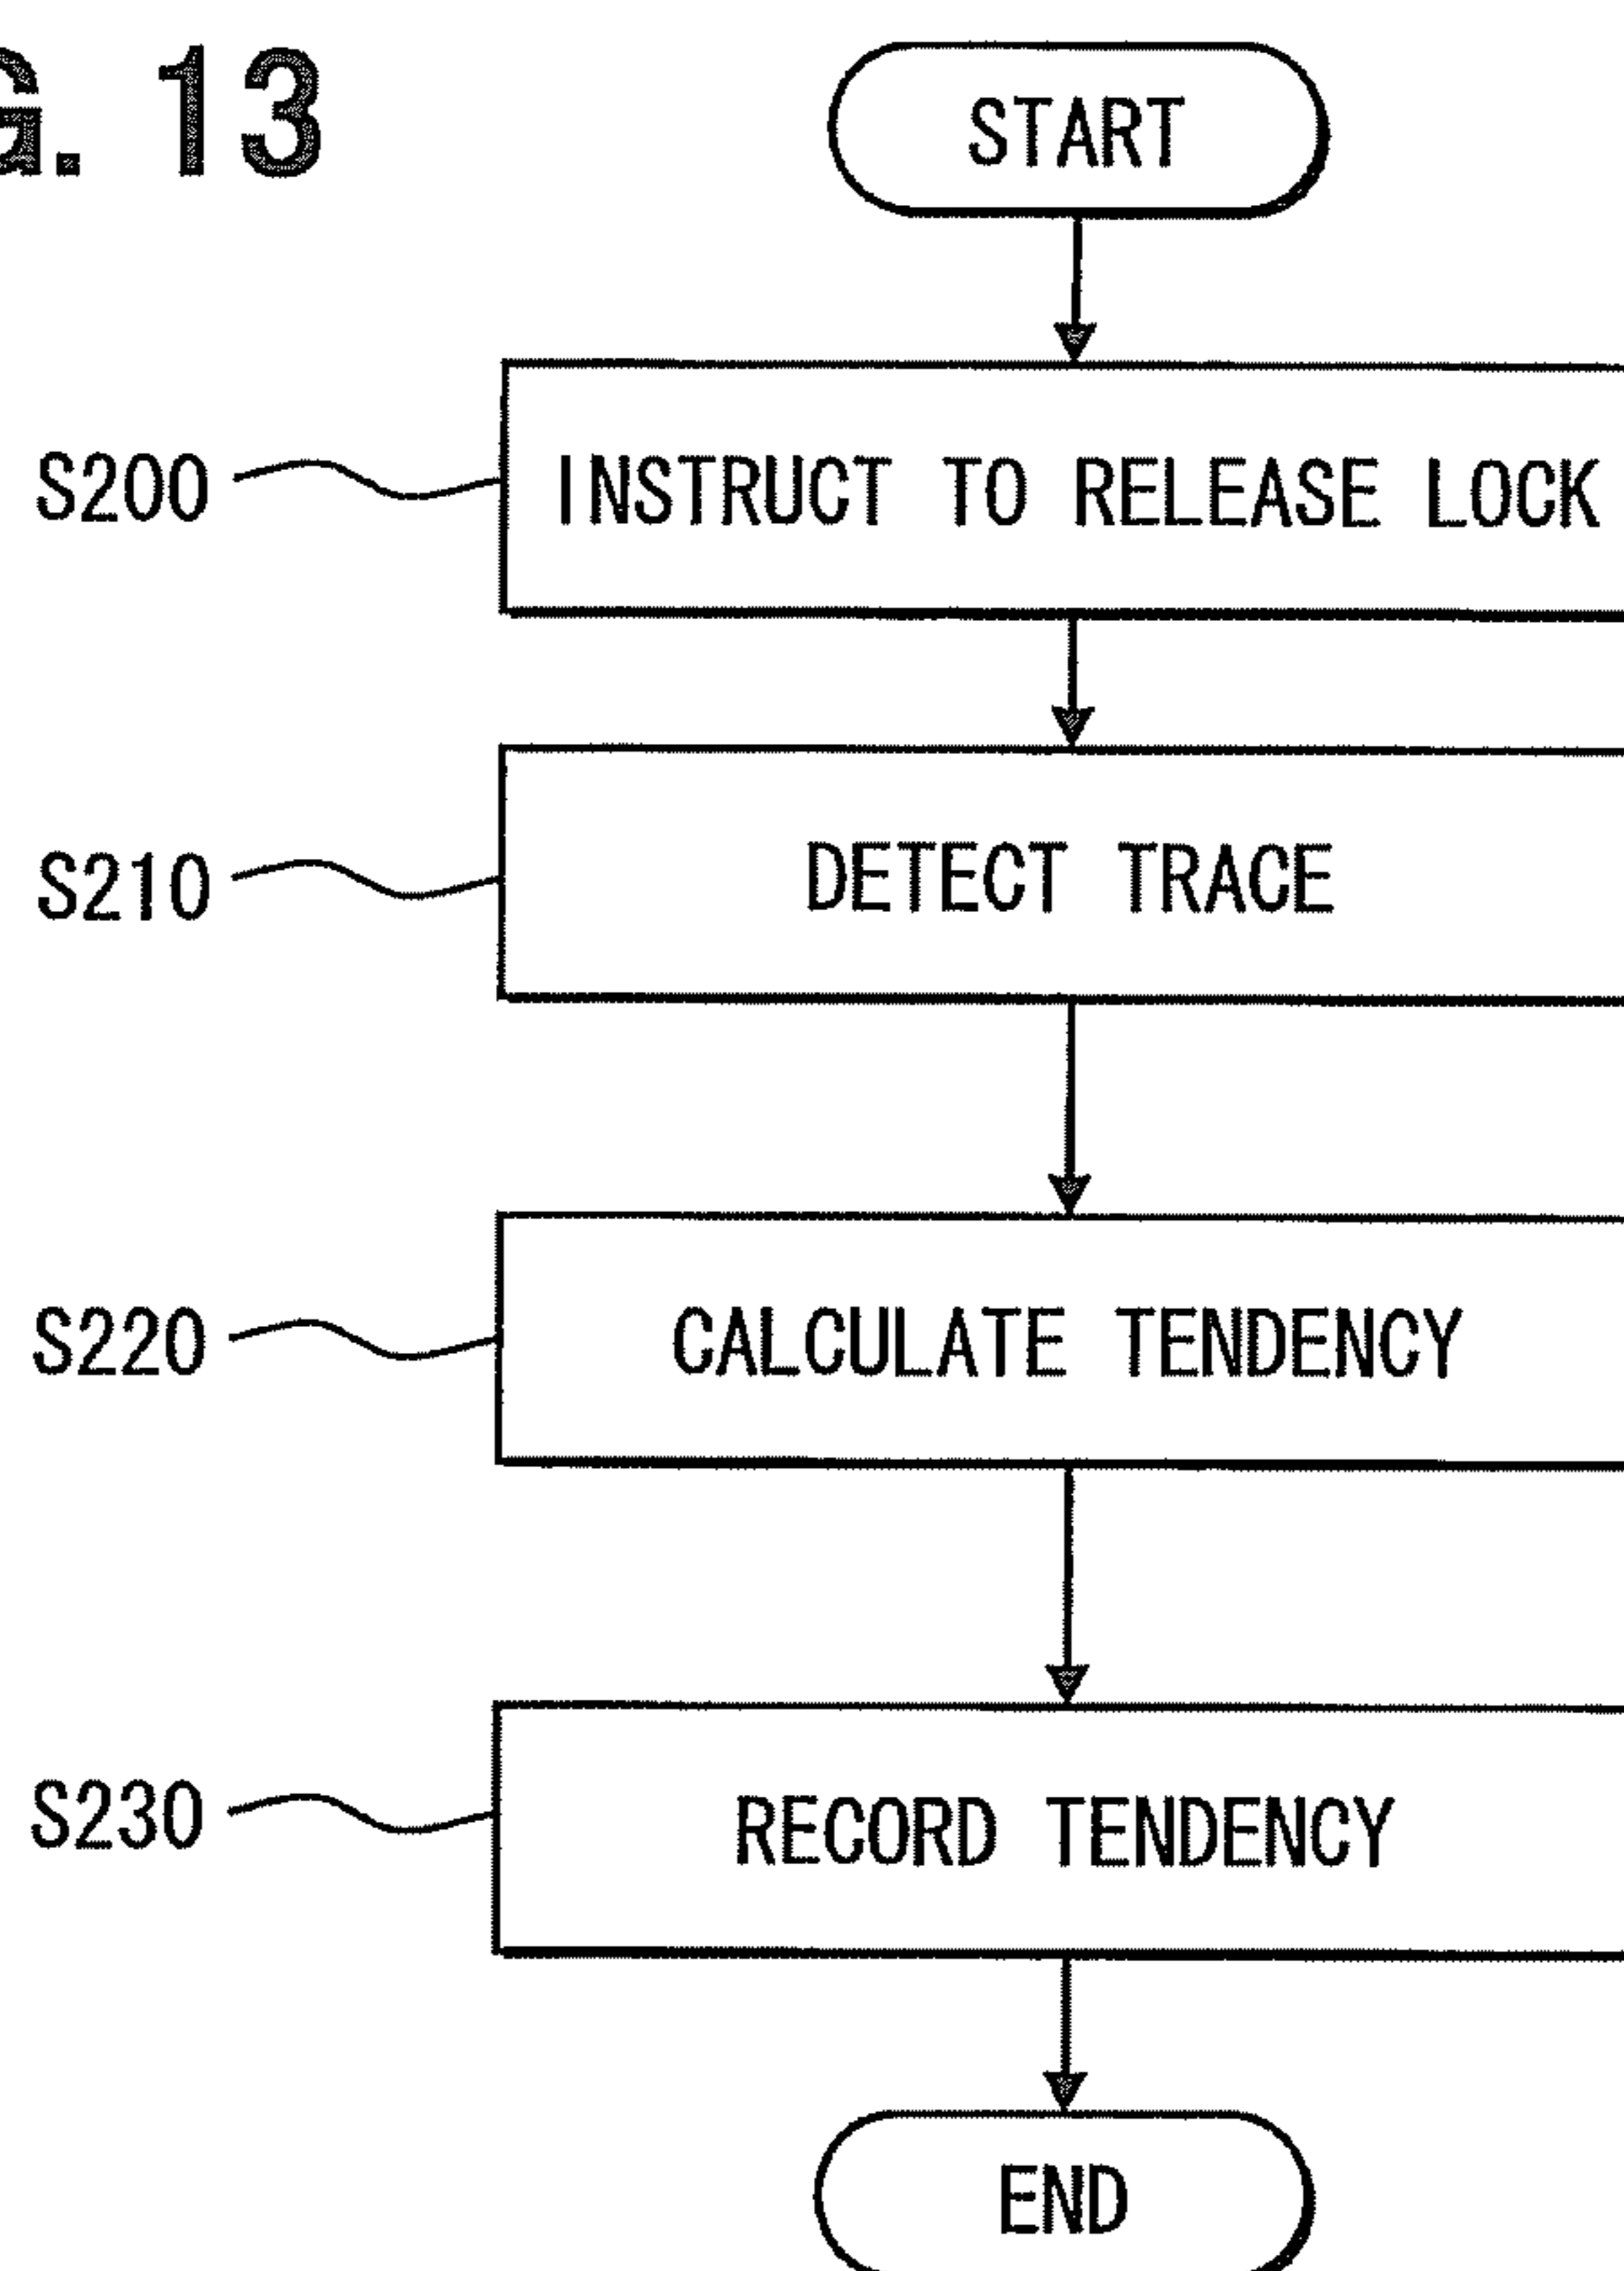 G. 13
START
S200 INSTRUCT TO RELEASE LOCK
S210 DETECT TRACE
S220 CALCULATE TENDENCY
S230 RECORD TENDENCY
END